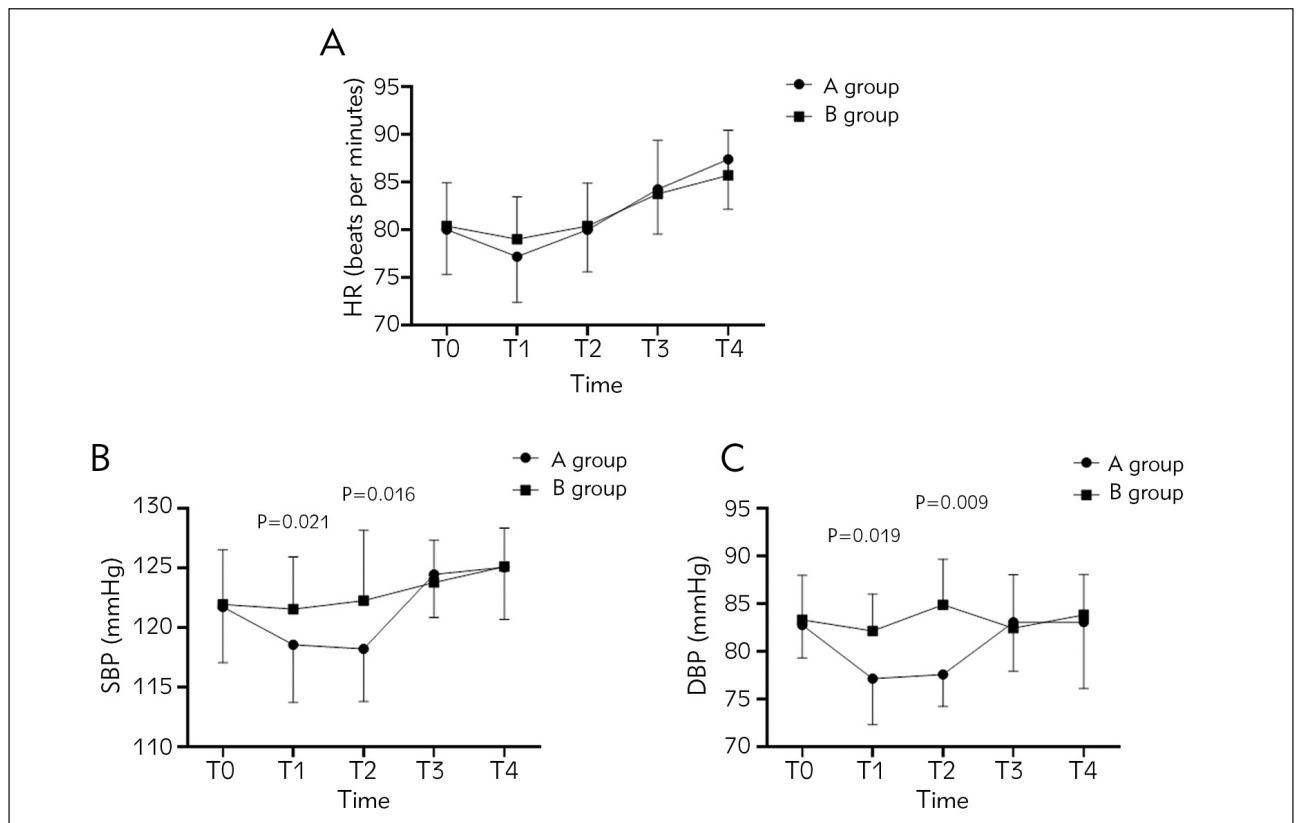 A
A group
B group
HR (beats per minutes)
95
90
85
80
75
70
T0 T1 T2 T3 T4
Time
B
A group
B group
P=0.021
P=0.016
SBP (mmHg)
130
125
120
115
110
T0 T1 T2 T3 T4
Time
C
A group
B group
P=0.019
P=0.009
DBP (mmHg)
95
90
85
80
75
70
T0 T1 T2 T3 T4
Time